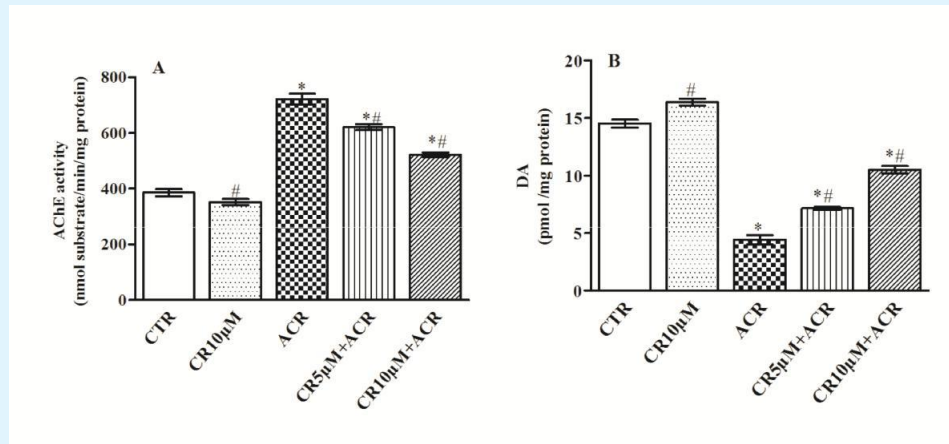 A
AChE activity
(nmol substrate/min/mg protein)
800
600
400
200
0
#
*
*#
*#
CTR
CR10µM
ACR
CR5µM+ACR
CR10µM+ACR
B
DA
(pmol /mg protein)
20
15
10
5
0
#
*
*#
*#
CTR
CR10µM
ACR
CR5µM+ACR
CR10µM+ACR